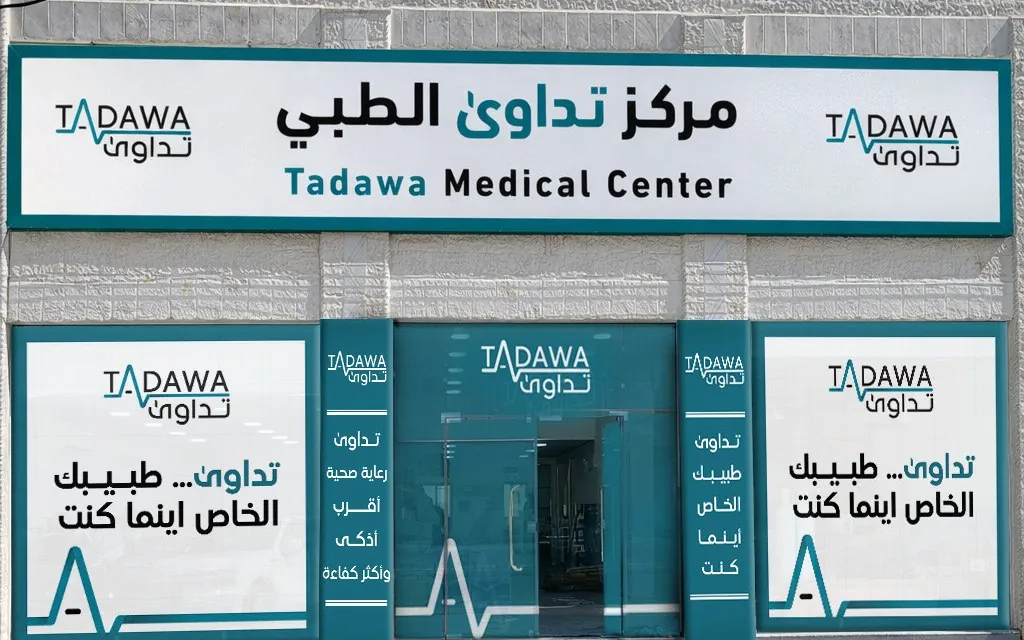 TADAWA
تداوى
مركز تداوى الطبي
Tadawa Medical Center
TADAWA
تداوى
TADAWA
تداوى
تداوى... طبيبك
الخاص اينما كنت
TADAWA
تداوى
تداوى
رعاية صحية
أقرب
أذكى
وأكثر كفاءة
TADAWA
تداوى
TADAWA
تداوى
تداوى
طبيبك
الخاص
أينما
كنت
TADAWA
تداوى
تداوى... طبيبك
الخاص اينما كنت